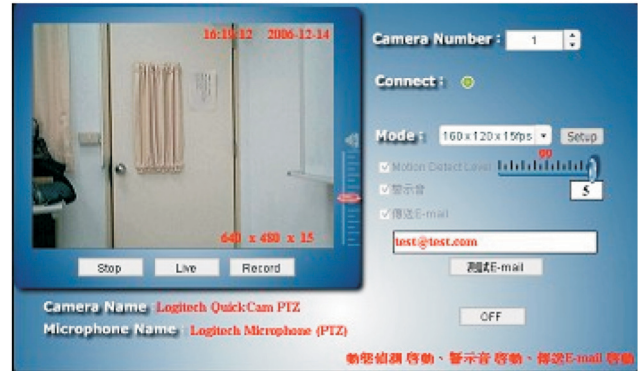 16:19:12 2006-12-14
640 x 480 x 15
Stop
Live
Record
Camera Name : Logitech QuickCam PTZ
Microphone Name : Logitech Microphone (PTZ)
Camera Number : 1
Connect :
Mode : 160x120x15fps Setup
Motion Detect Level 99
5
警示音
傳送E-mail
test@test.com
測試E-mail
OFF
動態偵測 啓動、警示音 啓動、傳送E-mail 啓動